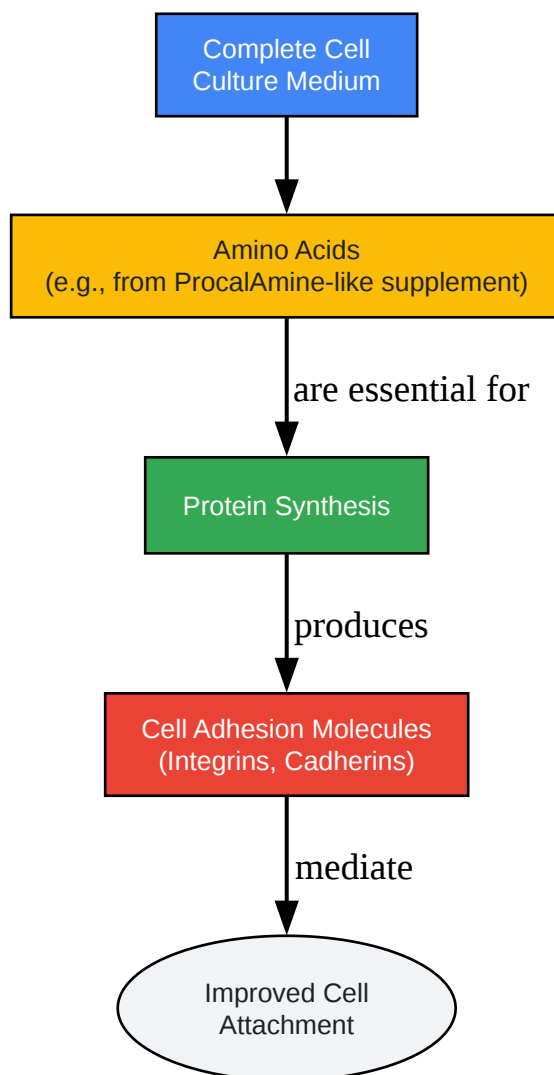 Complete Cell
Culture Medium
Amino Acids
(e.g., from ProcalAmine-like supplement)
are essential for
Protein Synthesis
produces
Cell Adhesion Molecules
(Integrins, Cadherins)
mediate
Improved Cell
Attachment